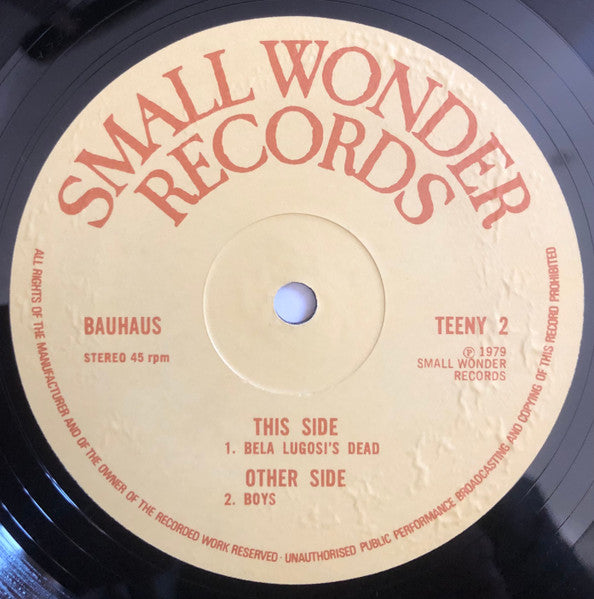 SMALL WONDER
RECORDS
BAUHAUS
STEREO 45 rpm
TEENY 2
℗ 1979
SMALL WONDER
RECORDS
THIS SIDE
1. BELA LUGOSI'S DEAD
OTHER SIDE
2. BOYS
ALL RIGHTS OF THE MANUFACTURER AND OF THE OWNER OF THE RECORDED WORK RESERVED · UNAUTHORISED PUBLIC PERFORMANCE BROADCASTING AND COPYING OF THIS RECORD PROHIBITED